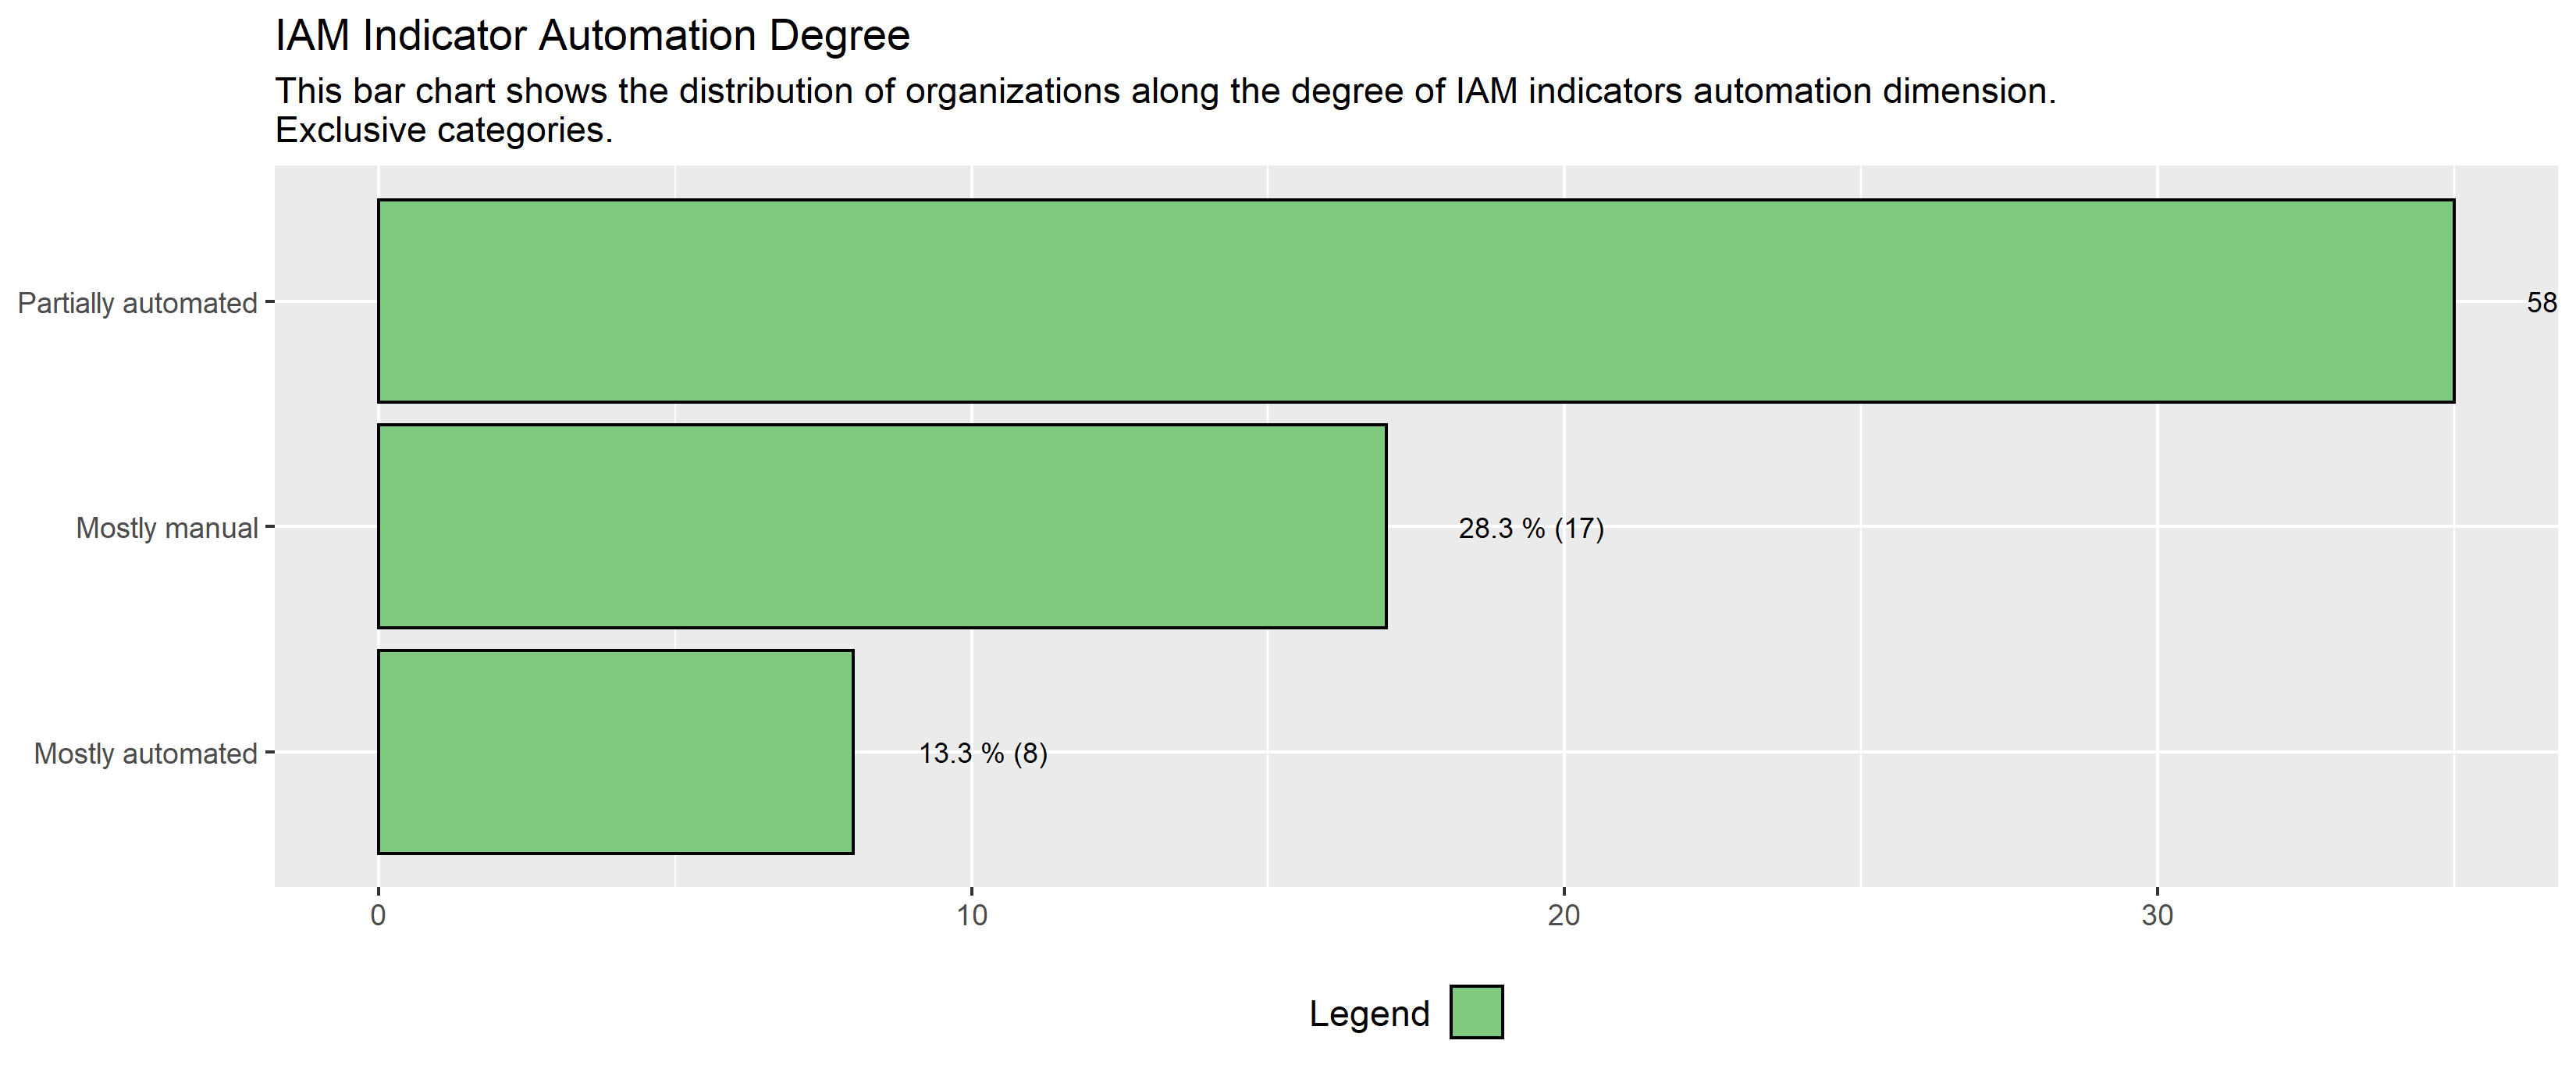 IAM Indicator Automation Degree
This bar chart shows the distribution of organizations along the degree of IAM indicators automation dimension.
Exclusive categories.
Partially automated
58
Mostly manual
28.3 % (17)
Mostly automated
13.3 % (8)
0 10 20 30
Legend